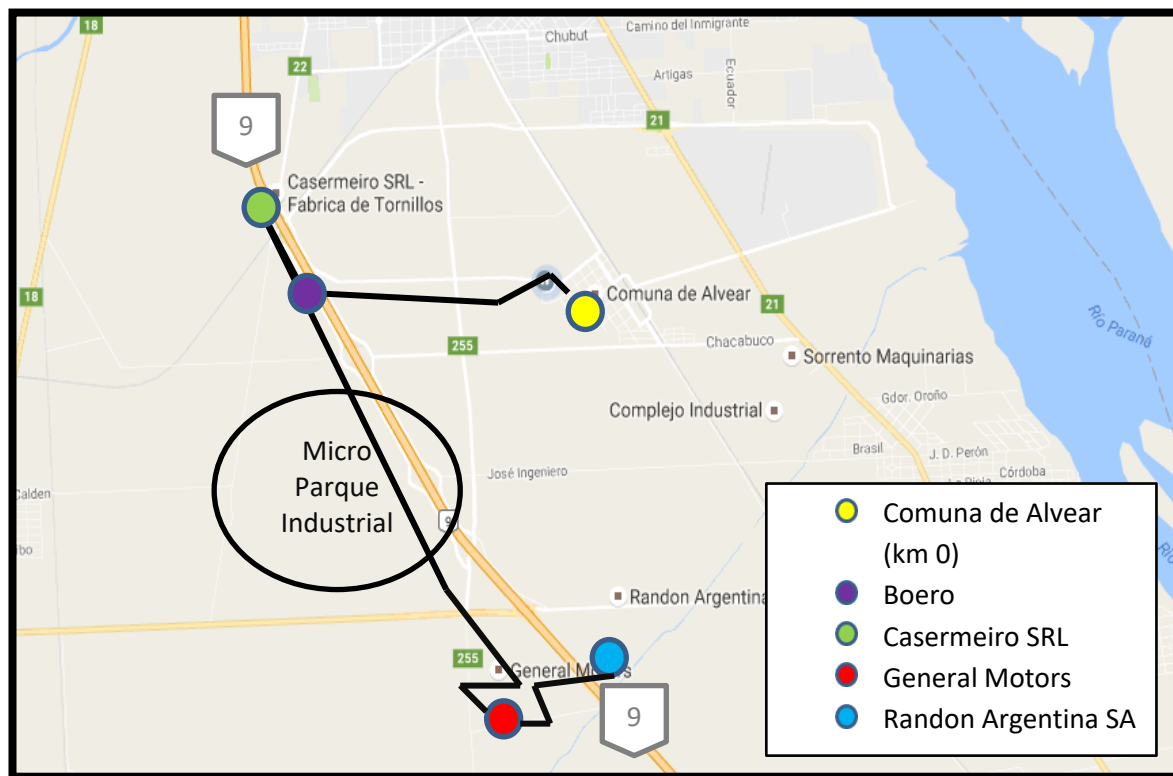 18
Camino del Inmigrante
Chubut
22
Artigas
Ecuador
9
21
Casermeiro SRL -
Fabrica de Tornillos
Comuna de Alvear
18
21
Río Paraná
255
Chacabuco
Sorrento Maquinarias
Gdor. Oroño
Complejo Industrial
Brasil
J. D. Perón
Micro
Parque
Industrial
José Ingeniero
Córdoba
Calden
9
Comuna de Alvear
(km 0)
Boero
Randon Argentina
Casermeiro SRL
255
General Motors
General Motors
9
Randon Argentina SA